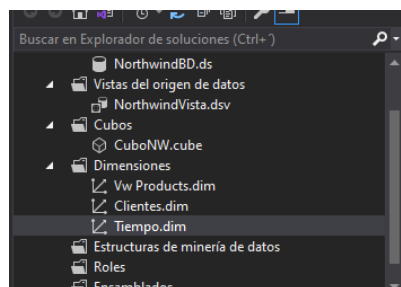 Buscar en Explorador de soluciones (Ctrl+´)
NorthwindBD.ds
Vistas del origen de datos
NorthwindVista.dsv
Cubos
CuboNW.cube
Dimensiones
Vw Products.dim
Clientes.dim
Tiempo.dim
Estructuras de minería de datos
Roles
Ensamblados